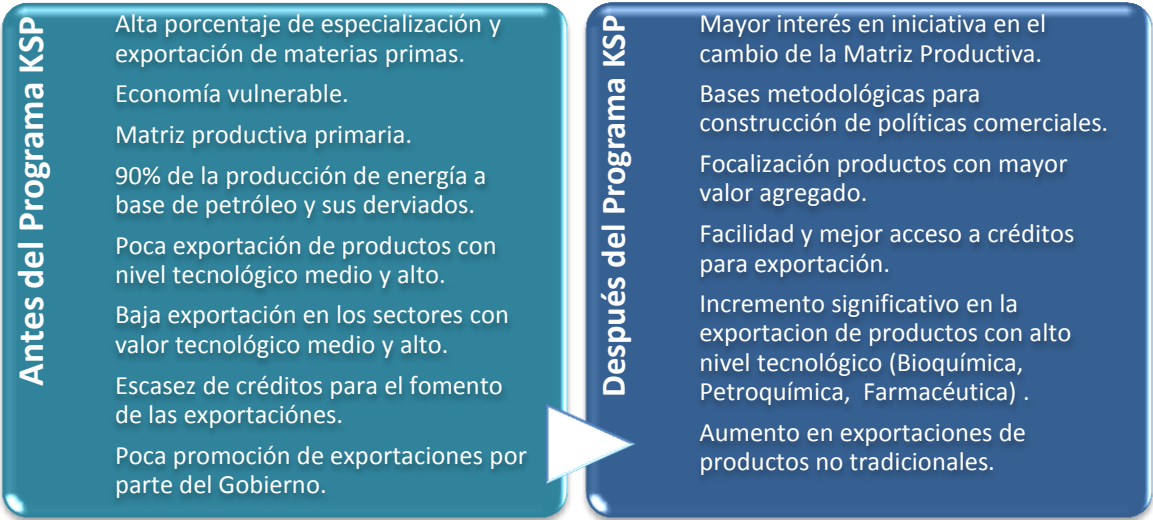 Antes del Programa KSP
Alta porcentaje de especialización y
exportación de materias primas.
Economía vulnerable.
Matriz productiva primaria.
90% de la producción de energía a
base de petróleo y sus derviados.
Poca exportación de productos con
nivel tecnológico medio y alto.
Baja exportación en los sectores con
valor tecnológico medio y alto.
Escasez de créditos para el fomento
de las exportaciónes.
Poca promoción de exportaciones por
parte del Gobierno.
Después del Programa KSP
Mayor interés en iniciativa en el
cambio de la Matriz Productiva.
Bases metodológicas para
construcción de políticas comerciales.
Focalización productos con mayor
valor agregado.
Facilidad y mejor acceso a créditos
para exportación.
Incremento significativo en la
exportacion de productos con alto
nivel tecnológico (Bioquímica,
Petroquímica,  Farmacéutica) .
Aumento en exportaciones de
productos no tradicionales.